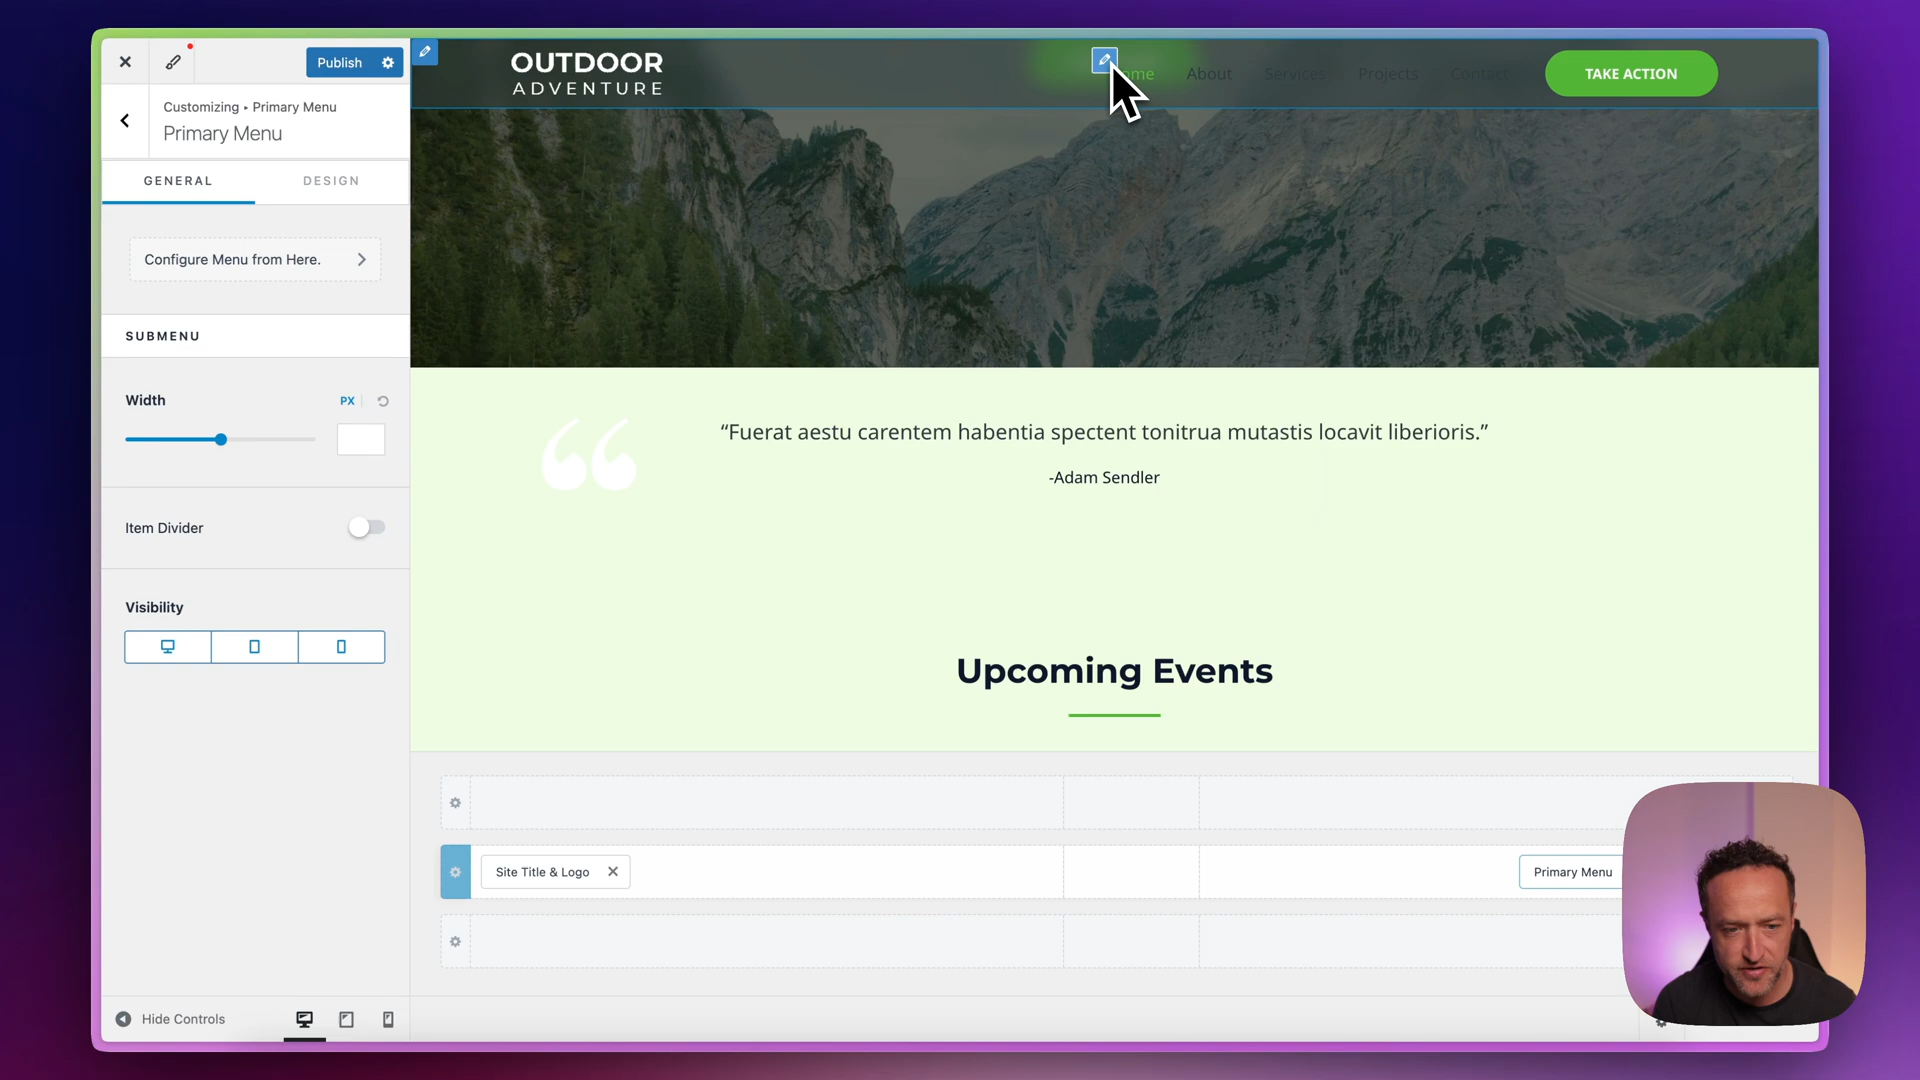 Publish
Customizing ▸ Primary Menu
Primary Menu
GENERAL
DESIGN
Configure Menu from Here.
SUBMENU
Width
PX
Item Divider
Visibility
Hide Controls
OUTDOOR
ADVENTURE
About
Services
Projects
Contact
TAKE ACTION
“Fuerat aestu carentem habentia spectent tonitrua mutastis locavit liberioris.”
-Adam Sendler
Upcoming Events
Site Title & Logo
Primary Menu